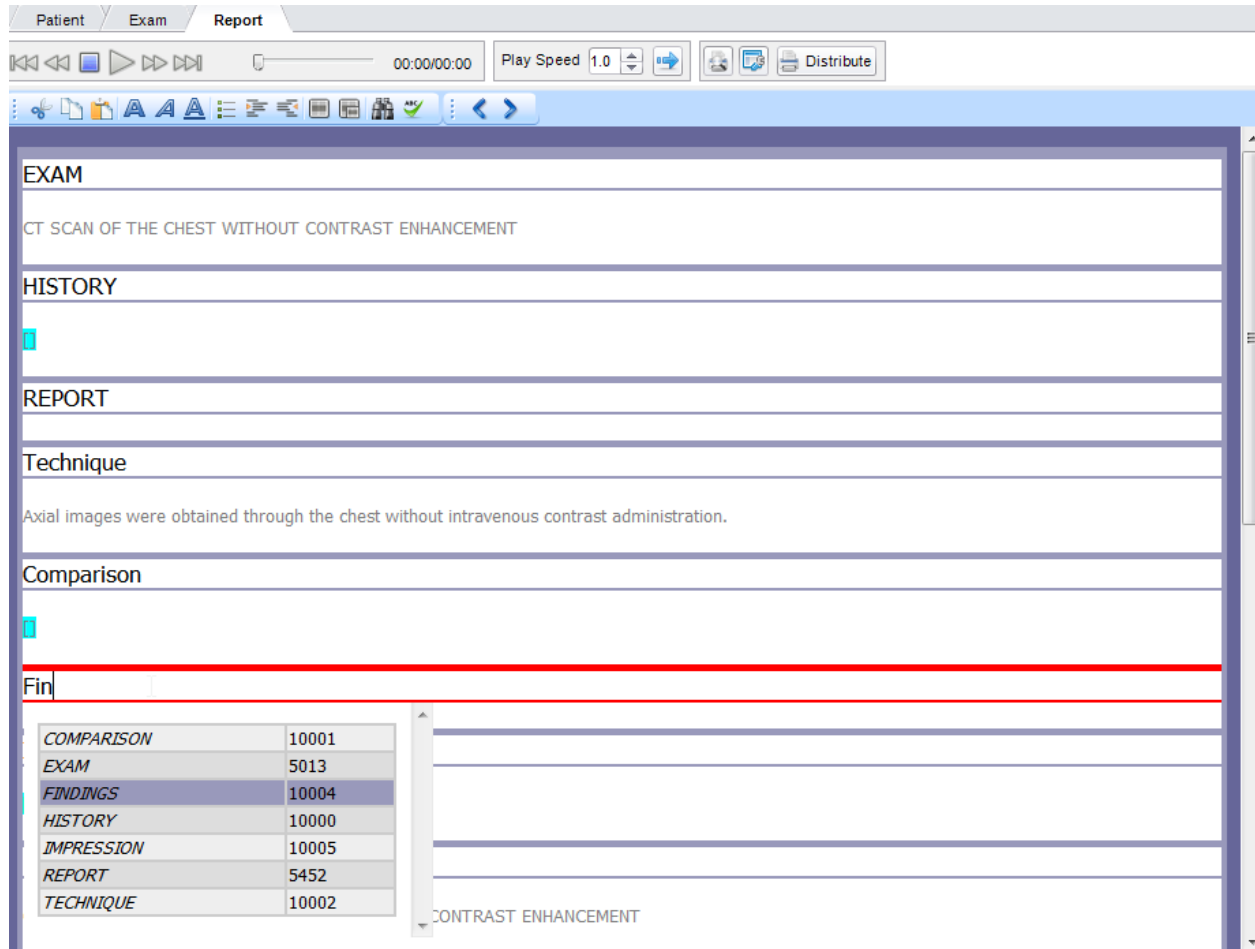 Patient Exam Report
00:00/00:00 Play Speed 1.0 Distribute
ABC
EXAM
CT SCAN OF THE CHEST WITHOUT CONTRAST ENHANCEMENT
HISTORY
[]
REPORT
Technique
Axial images were obtained through the chest without intravenous contrast administration.
Comparison
[]
Fin
COMPARISON 10001
EXAM 5013
FINDINGS 10004
HISTORY 10000
IMPRESSION 10005
REPORT 5452
TECHNIQUE 10002
CONTRAST ENHANCEMENT